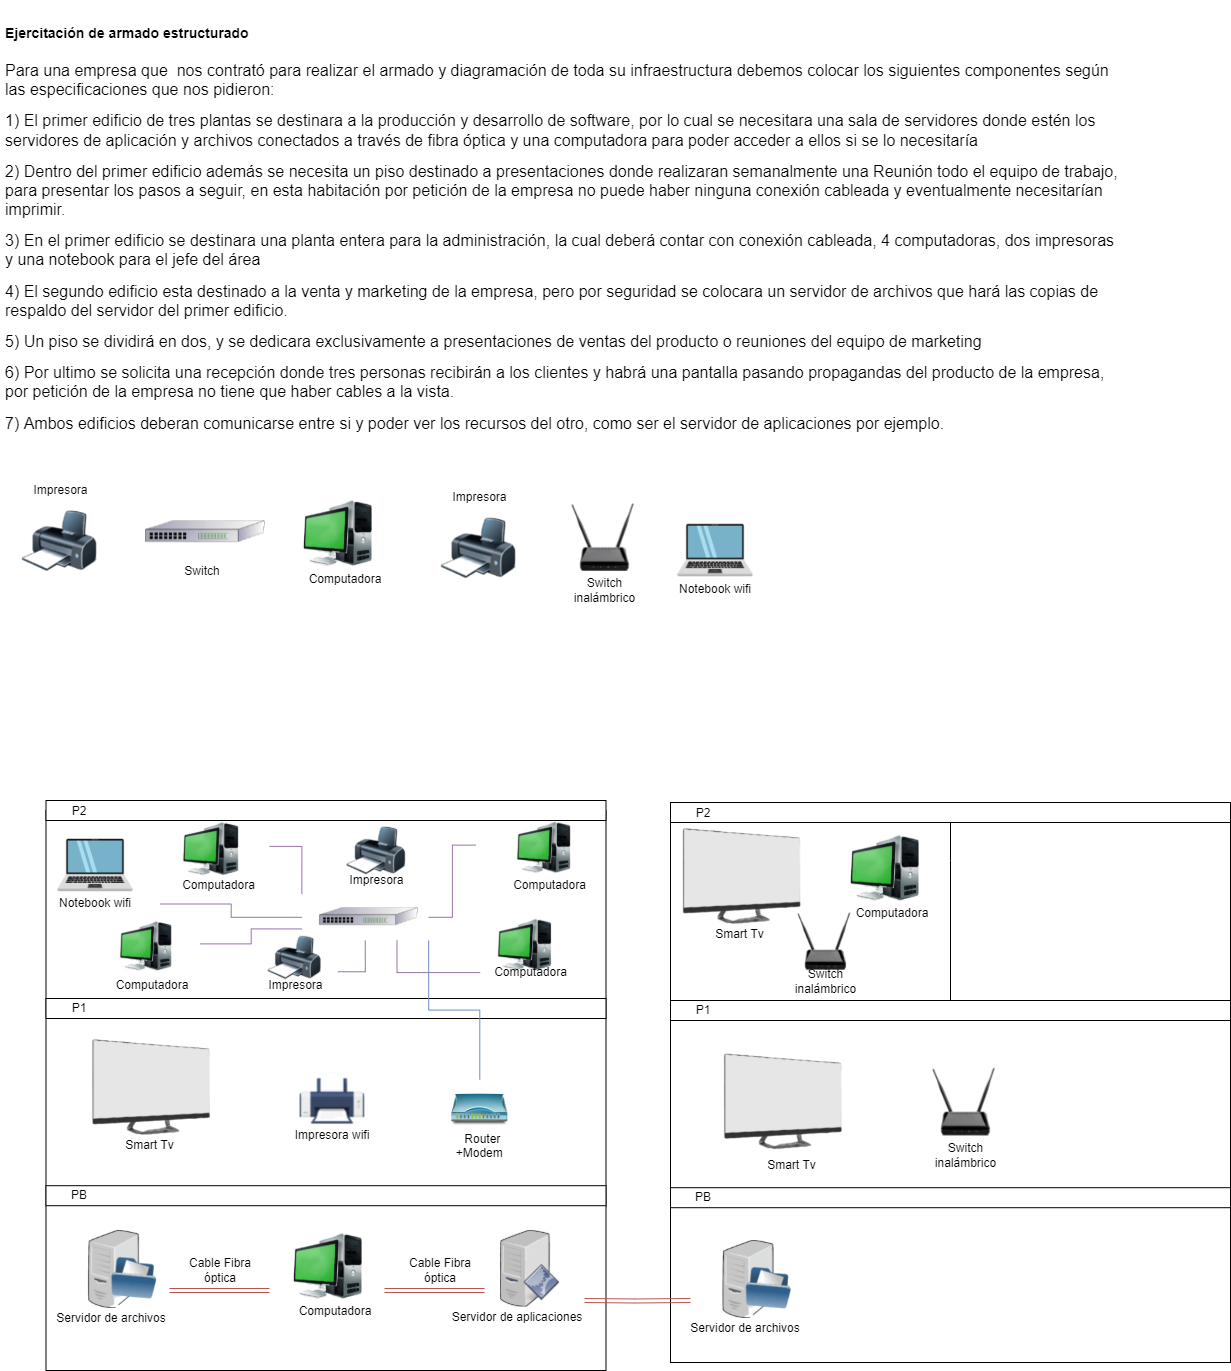 Ejercitación de armado estructurado
Para una empresa que  nos contrató para realizar el armado y diagramación de toda su infraestructura debemos colocar los siguientes componentes según
las especificaciones que nos pidieron:
1) El primer edificio de tres plantas se destinara a la producción y desarrollo de software, por lo cual se necesitara una sala de servidores donde estén los
servidores de aplicación y archivos conectados a través de fibra óptica y una computadora para poder acceder a ellos si se lo necesitaría
2) Dentro del primer edificio además se necesita un piso destinado a presentaciones donde realizaran semanalmente una Reunión todo el equipo de trabajo,
para presentar los pasos a seguir, en esta habitación por petición de la empresa no puede haber ninguna conexión cableada y eventualmente necesitarían
imprimir.
3) En el primer edificio se destinara una planta entera para la administración, la cual deberá contar con conexión cableada, 4 computadoras, dos impresoras
y una notebook para el jefe del área
4) El segundo edificio esta destinado a la venta y marketing de la empresa, pero por seguridad se colocara un servidor de archivos que hará las copias de
respaldo del servidor del primer edificio.
5) Un piso se dividirá en dos, y se dedicara exclusivamente a presentaciones de ventas del producto o reuniones del equipo de marketing
6) Por ultimo se solicita una recepción donde tres personas recibirán a los clientes y habrá una pantalla pasando propagandas del producto de la empresa,
por petición de la empresa no tiene que haber cables a la vista.
7) Ambos edificios deberan comunicarse entre si y poder ver los recursos del otro, como ser el servidor de aplicaciones por ejemplo.
Impresora
Switch
Computadora
Impresora
Switch
inalámbrico
Notebook wifi
P2
Computadora
Impresora
Computadora
Notebook wifi
Computadora
Impresora
Computadora
P1
Smart Tv
Impresora wifi
Router
+Modem
PB
Cable Fibra
óptica
Cable Fibra
óptica
Servidor de archivos
Computadora
Servidor de aplicaciones
P2
Computadora
Smart Tv
Switch
inalámbrico
P1
Smart Tv
Switch
inalámbrico
PB
Servidor de archivos